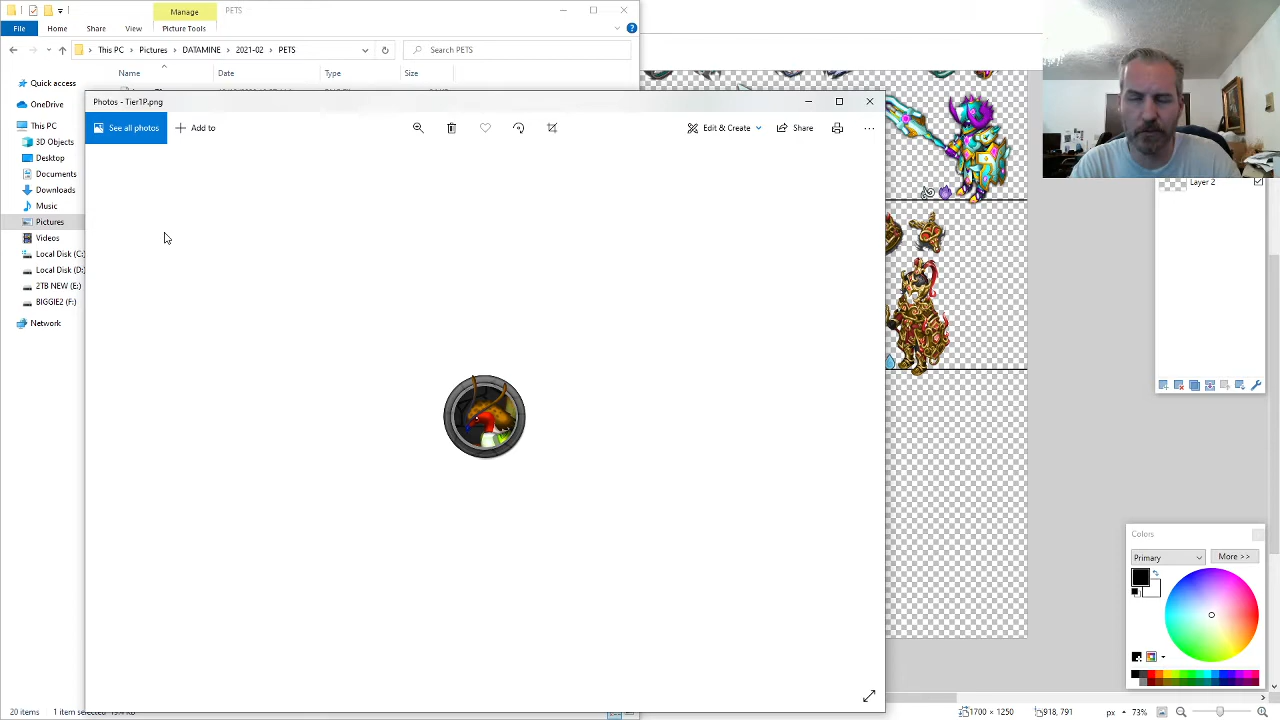 Manage
PETS
File
Home
Share
View
Picture Tools
This PC
Pictures
DATAMINE
2021-02
PETS
Search PETS
Name
Date
Type
Size
Quick access
OneDrive
This PC
3D Objects
Desktop
Documents
Downloads
Music
Pictures
Videos
Local Disk (C:
Local Disk (D:
2TB NEW (E:)
BIGGIE2 (F:)
Network
20 items
1 item selected
Photos - Tier1P.png
See all photos
Add to
Edit & Create
Share
Layer 2
Colors
Primary
More >>
1700 × 1250
918, 791
px
73%